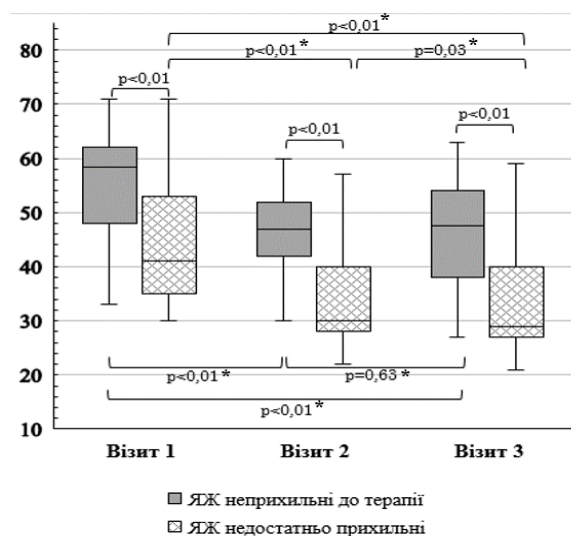 p<0,01*
p<0,01* p=0,03*
80
p<0,01
70
p<0,01 p<0,01
60
50
40
30
20
p<0,01* p=0,63*
p<0,01*
10
Візит 1 Візит 2 Візит 3
ЯЖ неприхильні до терапії
ЯЖ недостатньо прихильні